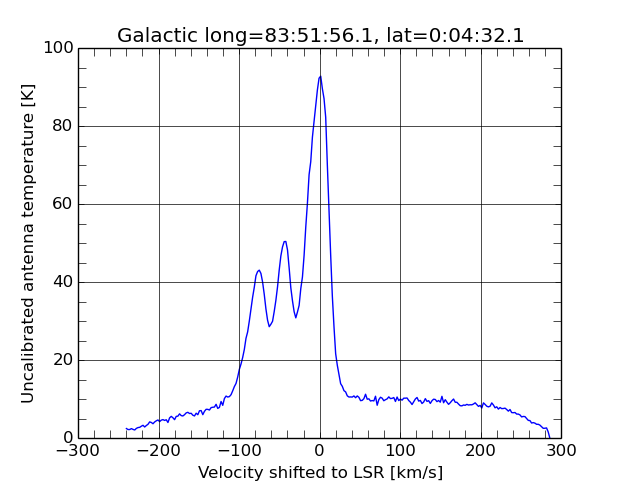 Galactic long=83:51:56.1, lat=0:04:32.1
100
80
60
40
20
0
Uncalibrated antenna temperature [K]
−300 −200 −100 0 100 200 300
Velocity shifted to LSR [km/s]